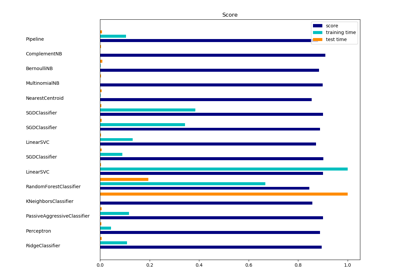 Score
score
training time
test time
Pipeline
ComplementNB
BernoulliNB
MultinomialNB
NearestCentroid
SGDClassifier
SGDClassifier
LinearSVC
SGDClassifier
LinearSVC
RandomForestClassifier
KNeighborsClassifier
PassiveAggressiveClassifier
Perceptron
RidgeClassifier
0.0 0.2 0.4 0.6 0.8 1.0